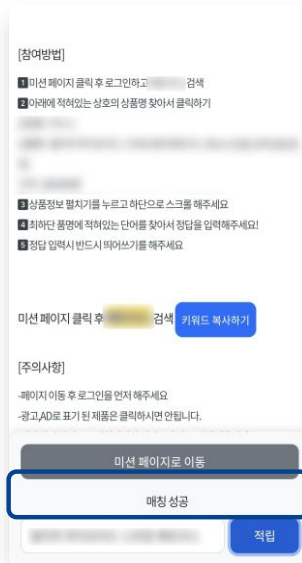 [참여방법]
1 미션 페이지 클릭 후 로그인하고 검색
2 아래에 적혀있는 상호의 상품명 찾아서 클릭하기
3 상품정보 펼치기를 누르고 하단으로 스크롤 해주세요
4 최하단 품명에 적혀있는 단어를 찾아서 정답을 입력해주세요!
5 정답 입력시 반드시 띄어쓰기를 해주세요
미션 페이지 클릭 후 검색 키워드 복사하기
[주의사항]
-페이지 이동 후 로그인을 먼저 해주세요
-광고,AD로 표기 된 제품은 클릭하시면 안됩니다.
미션 페이지로 이동
매칭 성공
적립